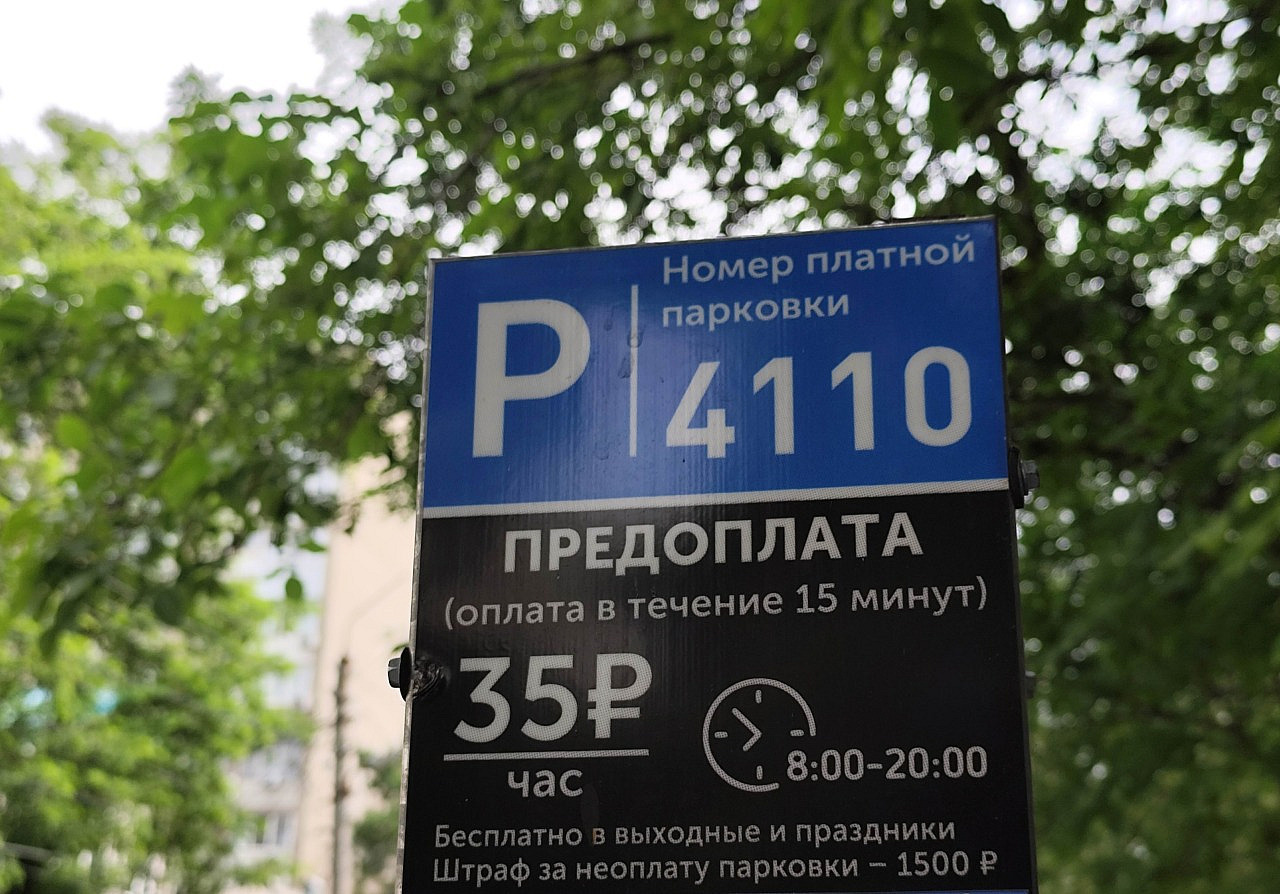 P
Номер платной
парковки
4110
ПРЕДОПЛАТА
(оплата в течение 15 минут)
35₽
час
8:00–20:00
Бесплатно в выходные и праздники
Штраф за неоплату парковки – 1500 ₽